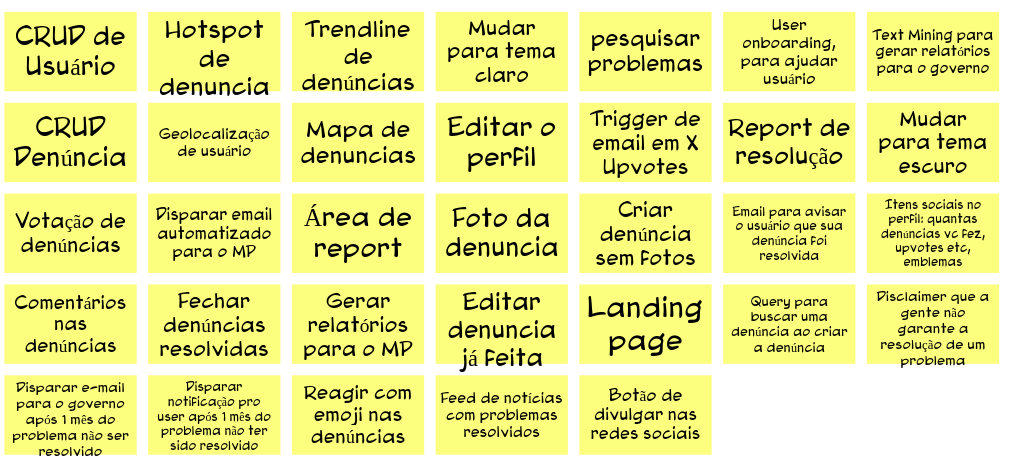 CRUD de
Usuário
Hotspot
de
denuncia
Trendline
de
denúncias
Mudar
para tema
claro
pesquisar
problemas
User
onboarding,
para ajudar
usuário
Text Mining para
gerar relatórios
para o governo
CRUD
Denúncia
Geolocalização
de usuário
Mapa de
denuncias
Editar o
perfil
Trigger de
email em X
Upvotes
Report de
resolução
Mudar
para tema
escuro
Votação de
denúncias
Disparar email
automatizado
para o MP
Área de
report
Foto da
denuncia
Criar
denúncia
sem fotos
Email para avisar
o usuário que sua
denúncia foi
resolvida
Itens sociais no
perfil: quantas
denúncias vc fez,
upvotes etc,
emblemas
Comentários
nas
denúncias
Fechar
denúncias
resolvidas
Gerar
relatórios
para o MP
Editar
denuncia
já feita
Landing
page
Query para
buscar uma
denúncia ao criar
a denúncia
Disclaimer que a
gente não
garante a
resolução de um
problema
Disparar e-mail
para o governo
após 1 mês do
problema não ser
resolvido
Disparar
notificação pro
user após 1 mês do
problema não ter
sido resolvido
Reagir com
emoji nas
denúncias
Feed de notícias
com problemas
resolvidos
Botão de
divulgar nas
redes sociais